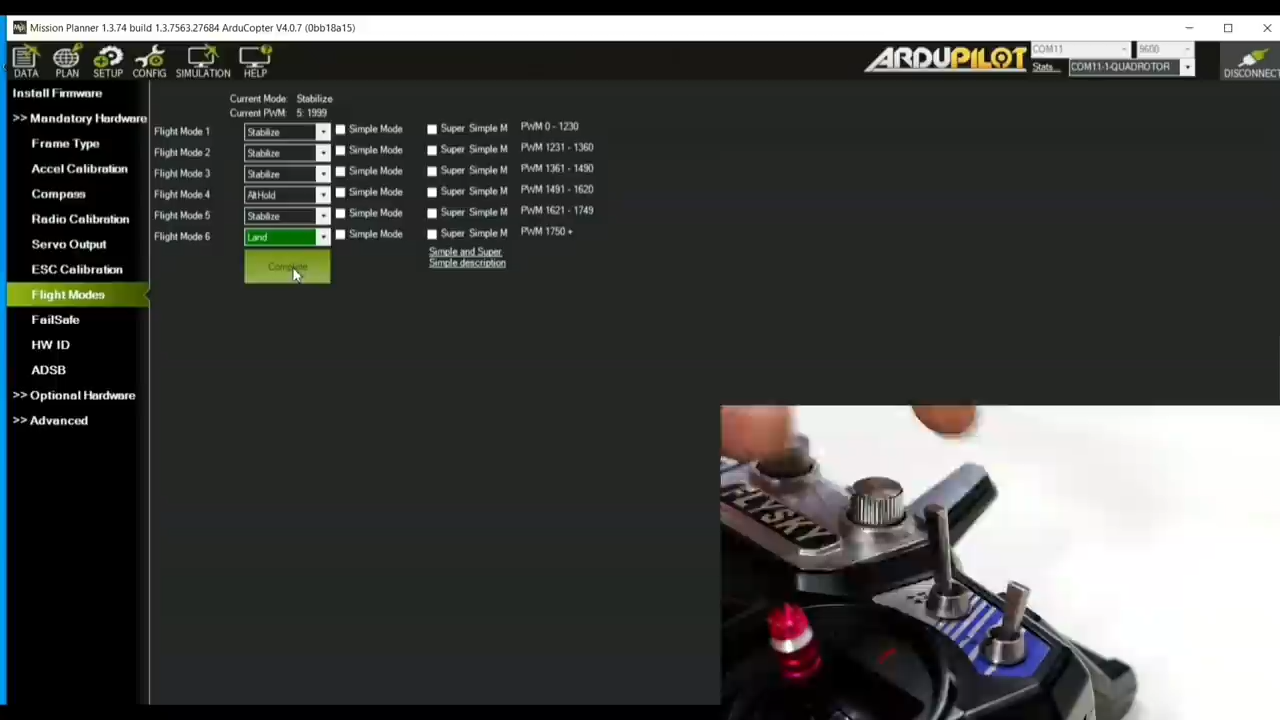 Mission Planner 1.3.74 build 1.3.7563.27684 ArduCopter V4.0.7 (0bb18a15)
DATA PLAN SETUP CONFIG SIMULATION HELP
ARDUPILOT
COM11 9600
Stats... COM11-1-QUADROTOR
DISCONNECT
Install Firmware
>> Mandatory Hardware
Frame Type
Accel Calibration
Compass
Radio Calibration
Servo Output
ESC Calibration
Flight Modes
FailSafe
HW ID
ADSB
>> Optional Hardware
>> Advanced
Current Mode: Stabilize
Current PWM: 5: 1999
Flight Mode 1 Stabilize Simple Mode Super Simple M PWM 0 - 1230
Flight Mode 2 Stabilize Simple Mode Super Simple M PWM 1231 - 1360
Flight Mode 3 Stabilize Simple Mode Super Simple M PWM 1361 - 1490
Flight Mode 4 AltHold Simple Mode Super Simple M PWM 1491 - 1620
Flight Mode 5 Stabilize Simple Mode Super Simple M PWM 1621 - 1749
Flight Mode 6 Land Simple Mode Super Simple M PWM 1750 +
Complete
Simple and Super
Simple description
FLYSKY